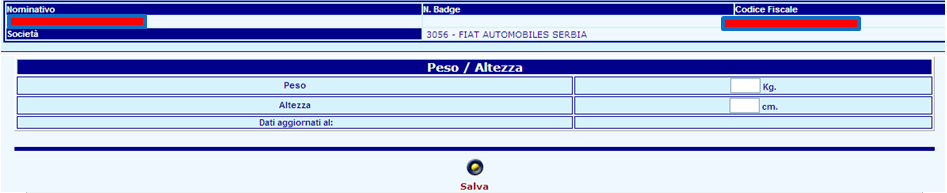 Nominativo N. Badge Codice Fiscale
Società 3056 - FIAT AUTOMOBILES SERBIA
Peso / Altezza
Peso Kg.
Altezza cm.
Dati aggiornati al:
Salva